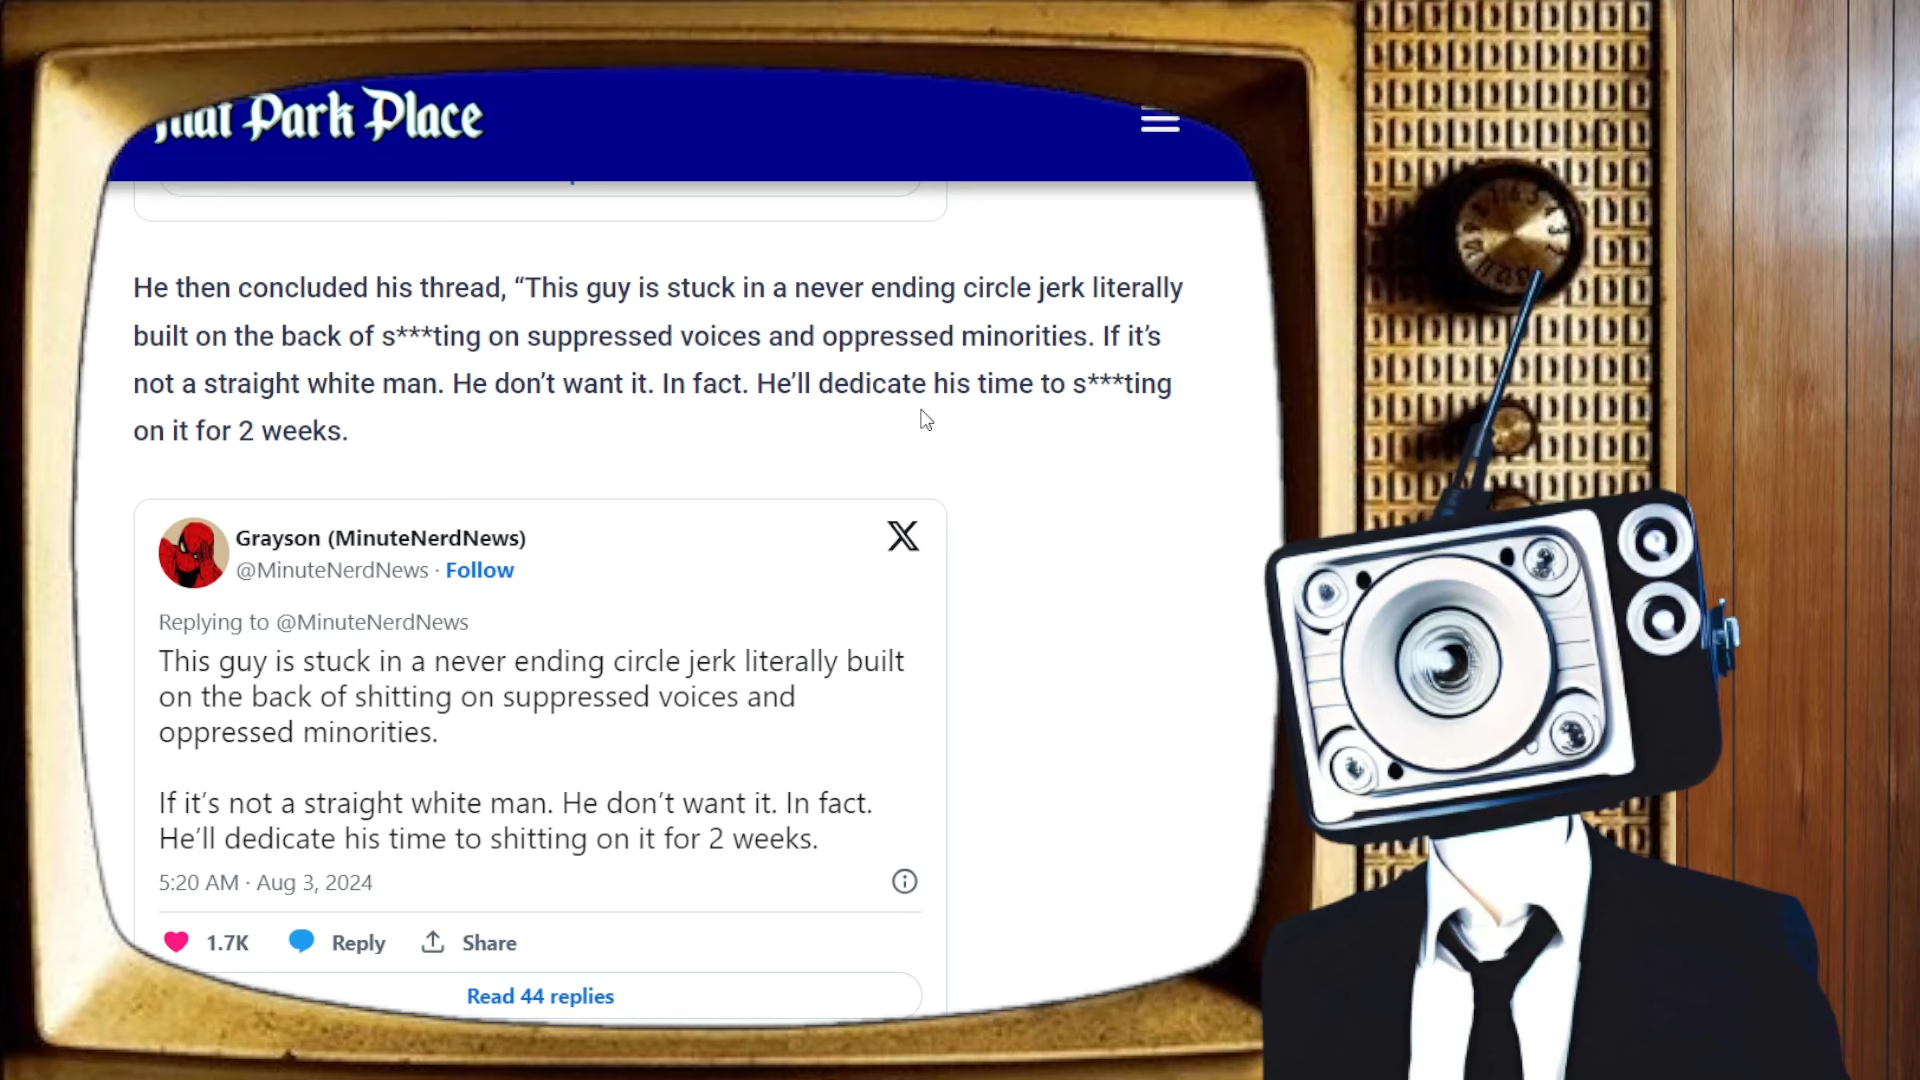 That Park Place
He then concluded his thread, “This guy is stuck in a never ending circle jerk literally
built on the back of s***ting on suppressed voices and oppressed minorities. If it’s
not a straight white man. He don’t want it. In fact. He’ll dedicate his time to s***ting
on it for 2 weeks.
Grayson (MinuteNerdNews)
@MinuteNerdNews · Follow
Replying to @MinuteNerdNews
This guy is stuck in a never ending circle jerk literally built
on the back of shitting on suppressed voices and
oppressed minorities.
If it’s not a straight white man. He don’t want it. In fact.
He’ll dedicate his time to shitting on it for 2 weeks.
5:20 AM · Aug 3, 2024
1.7K Reply Share
Read 44 replies